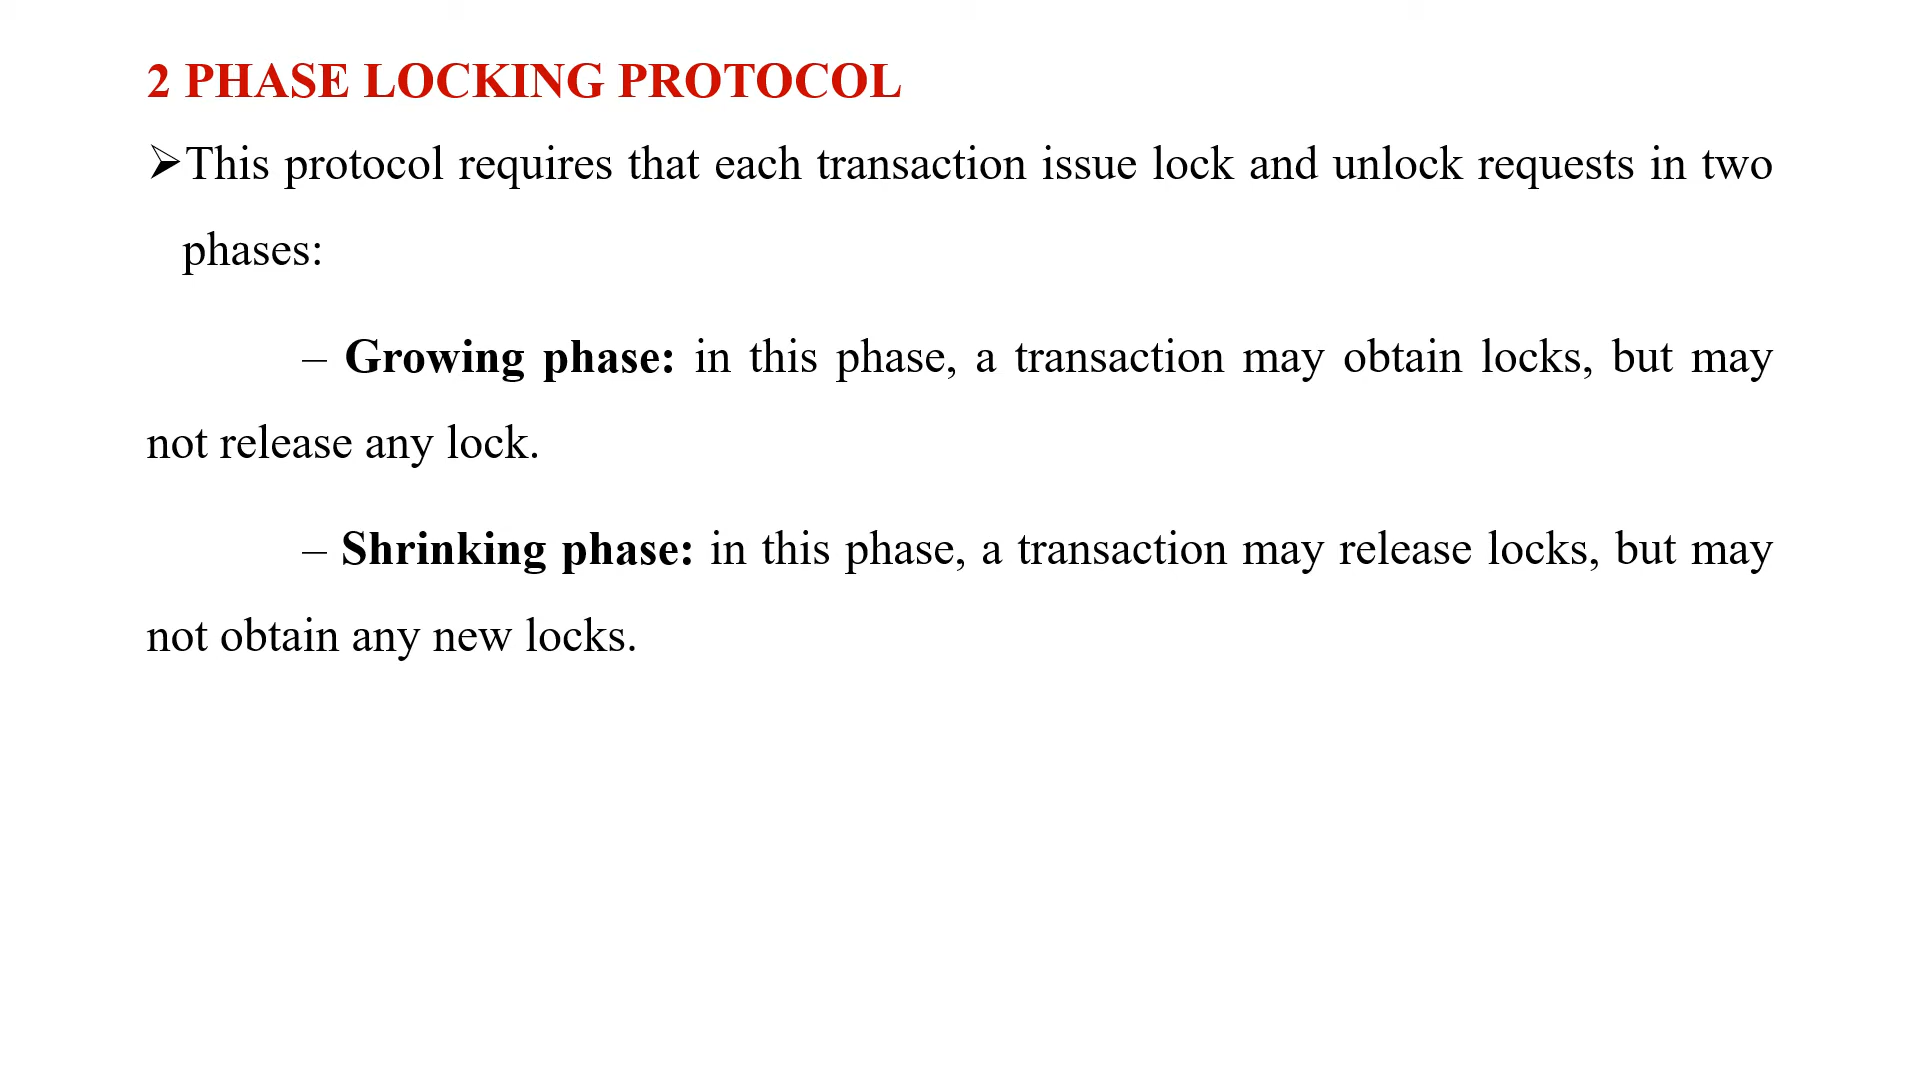 2 PHASE LOCKING PROTOCOL
➢This protocol requires that each transaction issue lock and unlock requests in two
phases:
– Growing phase: in this phase, a transaction may obtain locks, but may
not release any lock.
– Shrinking phase: in this phase, a transaction may release locks, but may
not obtain any new locks.